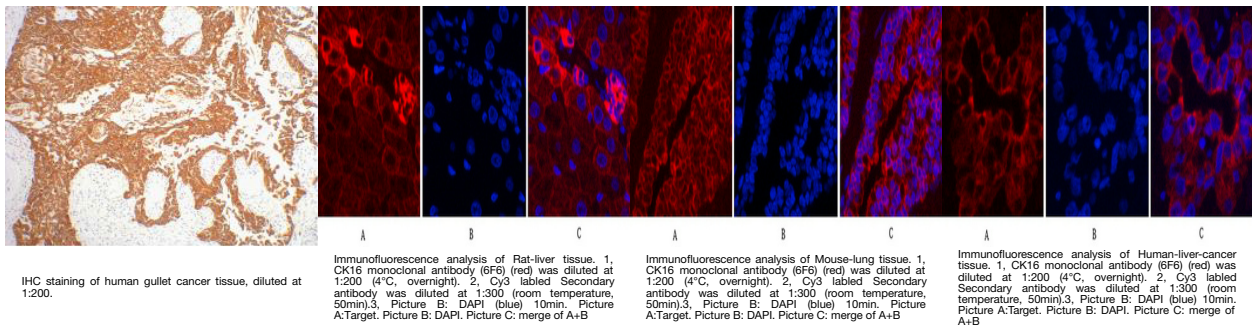 A
B
C
A
B
C
A
B
C
IHC staining of human gullet cancer tissue, diluted at
1:200.
Immunofluorescence analysis of Rat-liver tissue. 1,
CK16 monoclonal antibody (6F6) (red) was diluted at
1:200 (4°C, overnight). 2, Cy3 labled Secondary
antibody was diluted at 1:300 (room temperature,
50min).3, Picture B: DAPI (blue) 10min. Picture
A:Target. Picture B: DAPI. Picture C: merge of A+B
Immunofluorescence analysis of Mouse-lung tissue. 1,
CK16 monoclonal antibody (6F6) (red) was diluted at
1:200 (4°C, overnight). 2, Cy3 labled Secondary
antibody was diluted at 1:300 (room temperature,
50min).3, Picture B: DAPI (blue) 10min. Picture
A:Target. Picture B: DAPI. Picture C: merge of A+B
Immunofluorescence analysis of Human-liver-cancer
tissue. 1, CK16 monoclonal antibody (6F6) (red) was
diluted at 1:200 (4°C, overnight). 2, Cy3 labled
Secondary antibody was diluted at 1:300 (room
temperature, 50min).3, Picture B: DAPI (blue) 10min.
Picture A:Target. Picture B: DAPI. Picture C: merge of
A+B